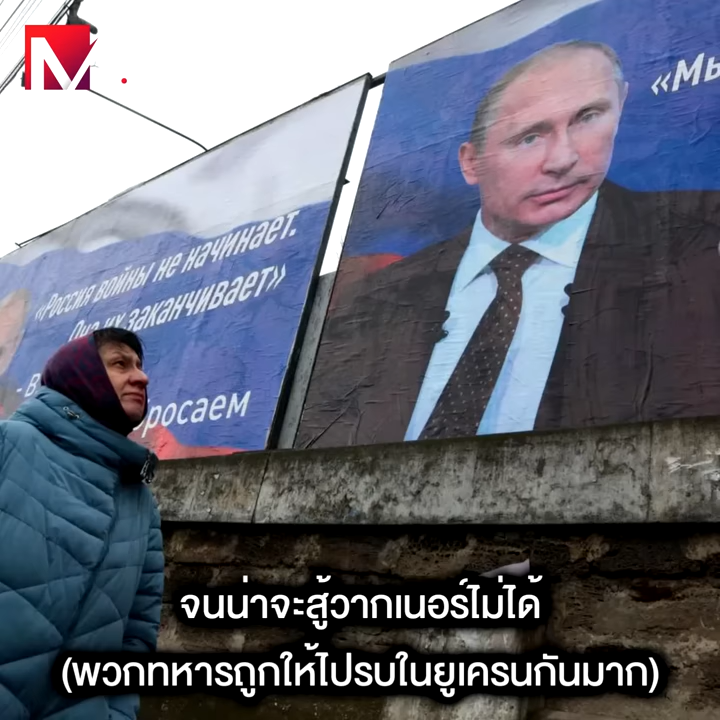 M
«Мы
«Россия войны не начинает.
Она их заканчивает»
- В
росаем
จนน่าจะสู้วากเนอร์ไม่ได้
(พวกทหารถูกให้ไปรบในยูเครนกันมาก)